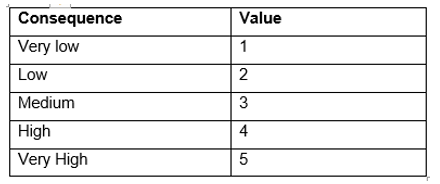 Consequence Value
Very low 1
Low 2
Medium 3
High 4
Very High 5